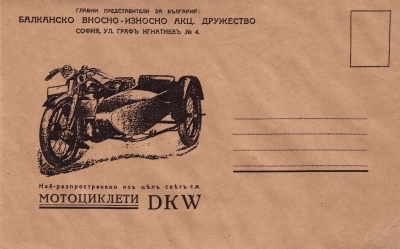 ГЛАВНИ ПРЕДСТАВИТЕЛИ ЗА БЪЛГАРИЯ:
БАЛКАНСКО ВНОСНО-ИЗНОСНО АКЦ. ДРУЖЕСТВО
СОФИЯ, УЛ. ГРАФЪ ИГНАТИЕВЪ № 4.
Най-разпространени изъ цѣлъ свѣтъ сѫ
МОТОЦИКЛЕТИ DKW